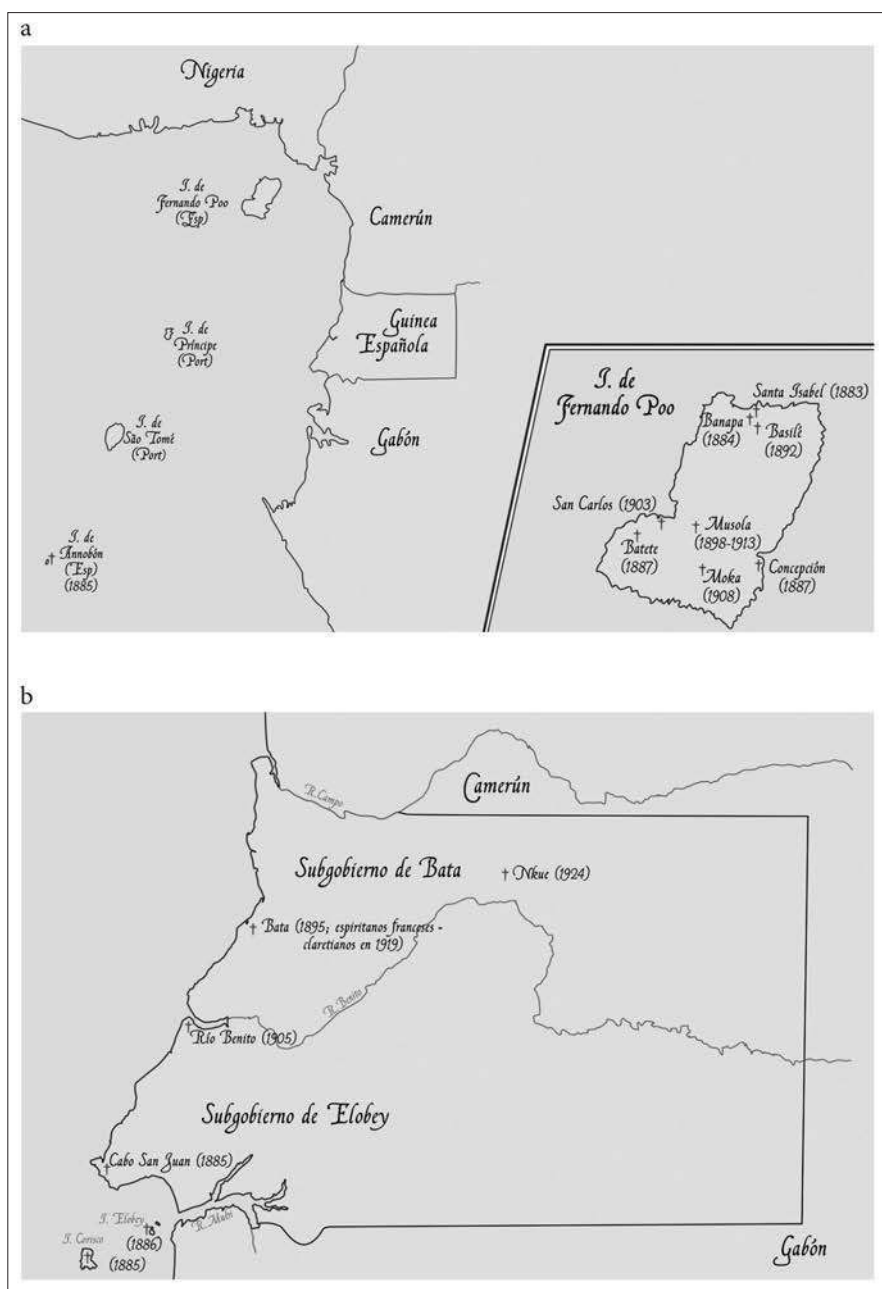 a
Nigeria
I. de
Fernando Poo
(Esp)
Camerún
I. de
Príncipe
(Port)
Guinea
Española
I. de
São Tomé
(Port)
Gabón
I. de
Annobón
(Esp)
(1885)
I. de
Fernando Poo
Santa Isabel (1883)
Banapa
(1884)
Basilé
(1892)
San Carlos (1903)
Musola
(1898-1913)
Batete
(1887)
Moka
(1908)
Concepción
(1887)
b
R. Campo
Camerún
Subgobierno de Bata
Nkue (1924)
Bata (1895; espiritanos franceses -
claretianos en 1919)
R. Benito
Río Benito (1905)
Subgobierno de Elobey
Cabo San Juan (1885)
I. Elobey
(1886)
R. Muni
I. Corisco
(1885)
Gabón